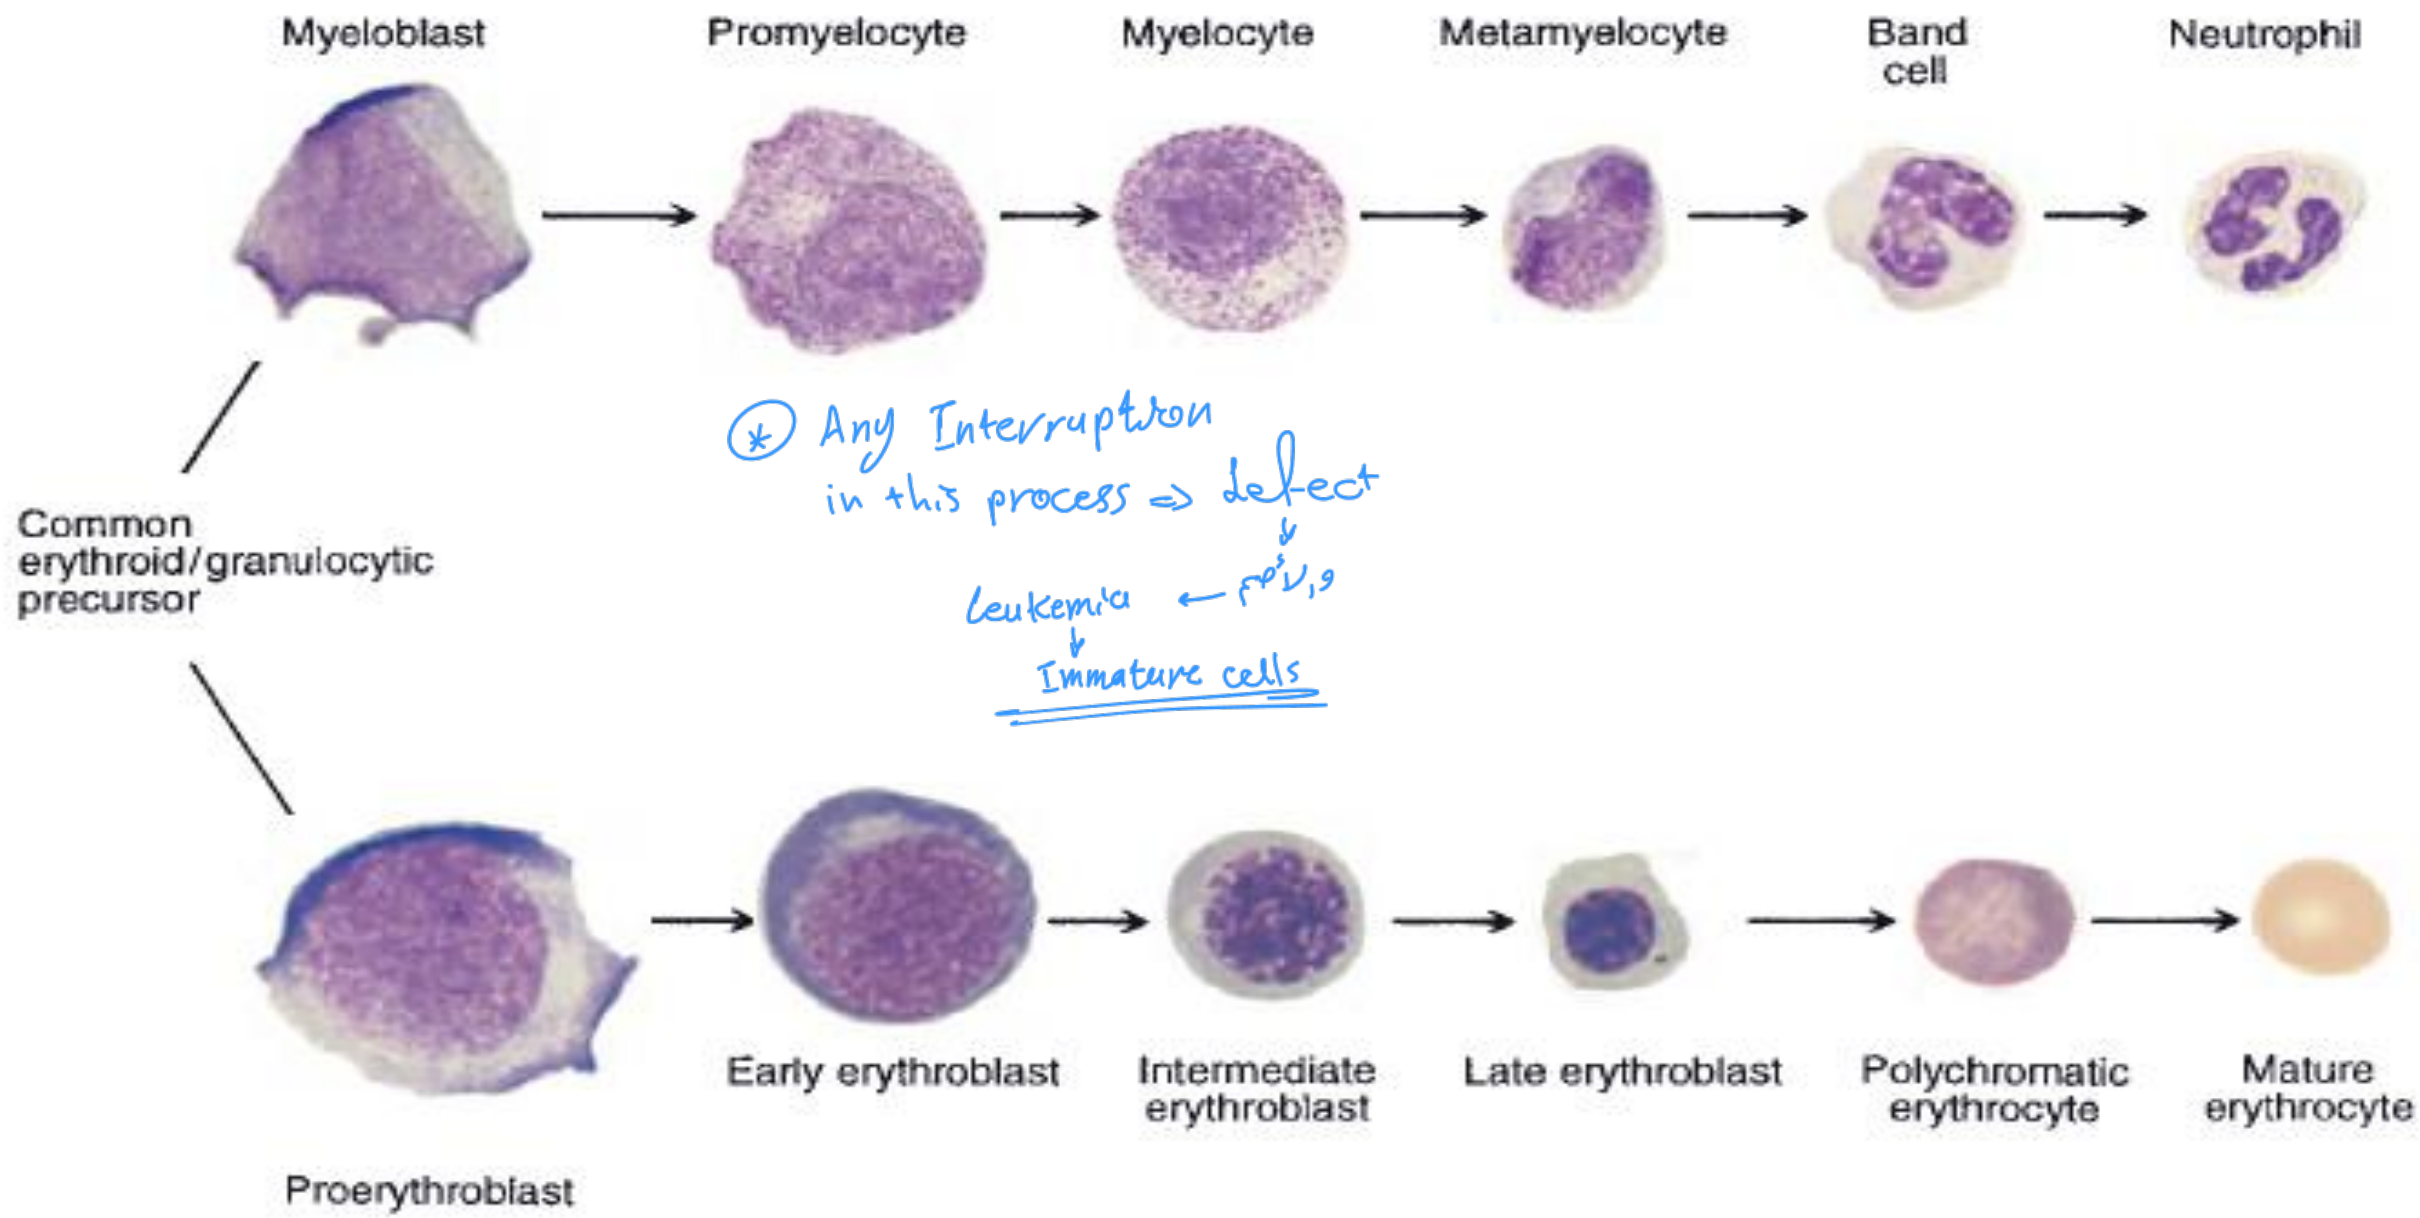 Myeloblast
Promyelocyte
Myelocyte
Metamyelocyte
Band
cell
Neutrophil
* Any Interruption
in this process ⇒ defect
↓
Leukemia ←
↓
Immature cells
Common
erythroid/granulocytic
precursor
Early erythroblast
Intermediate
erythroblast
Late erythroblast
Polychromatic
erythrocyte
Mature
erythrocyte
Proerythroblast